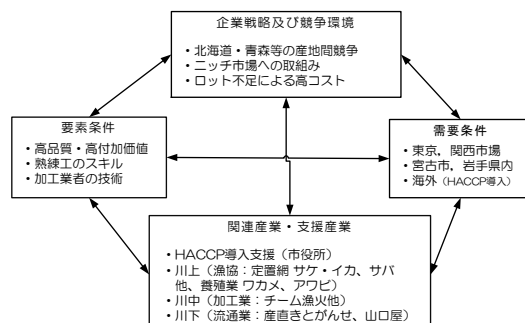 企業戦略及び競争環境
・北海道・青森等の産地間競争
・ニッチ市場への取組み
・ロット不足による高コスト
要素条件
・高品質・高付加価値
・熟練工のスキル
・加工業者の技術
需要条件
・東京，関西市場
・宮古市，岩手県内
・海外（HACCP導入）
関連産業・支援産業
・HACCP導入支援（市役所）
・川上（漁協：定置網 サケ・イカ、サバ
他、養殖業 ワカメ、アワビ）
・川中（加工業：チーム漁火他）
・川下（流通業：産直きとがんせ、山口屋）